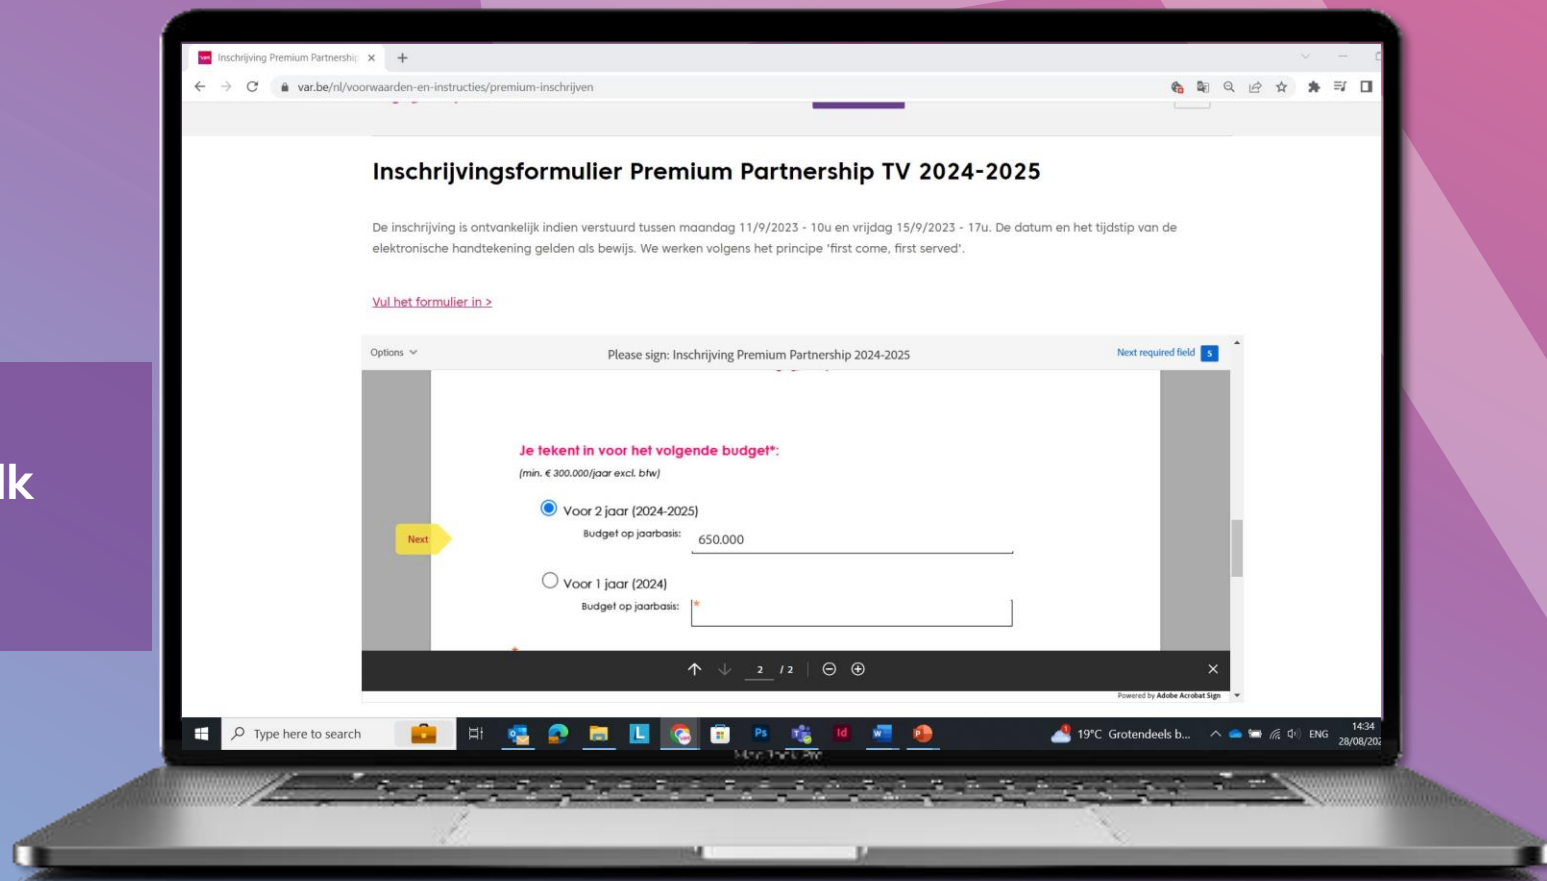 Inschrijving Premium Partnership
var.be/nl/voorwaarden-en-instructies/premium-inschrijven
Inschrijvingsformulier Premium Partnership TV 2024-2025
De inschrijving is ontvankelijk indien verstuurd tussen maandag 11/9/2023 - 10u en vrijdag 15/9/2023 - 17u. De datum en het tijdstip van de
elektronische handtekening gelden als bewijs. We werken volgens het principe 'first come, first served'.
Vul het formulier in >
Options
Please sign: Inschrijving Premium Partnership 2024-2025
Next required field 5
Je tekent in voor het volgende budget*:
(min. € 300.000/jaar excl. btw)
Voor 2 jaar (2024-2025)
Next
Budget op jaarbasis: 650.000
Voor 1 jaar (2024)
Budget op jaarbasis: *
*
lk
2 / 2
Powered by Adobe Acrobat Sign
Type here to search
L
Ps
Id
W
P
19°C Grotendeels b...
ENG
14:34
28/08/202
MacBook Pro